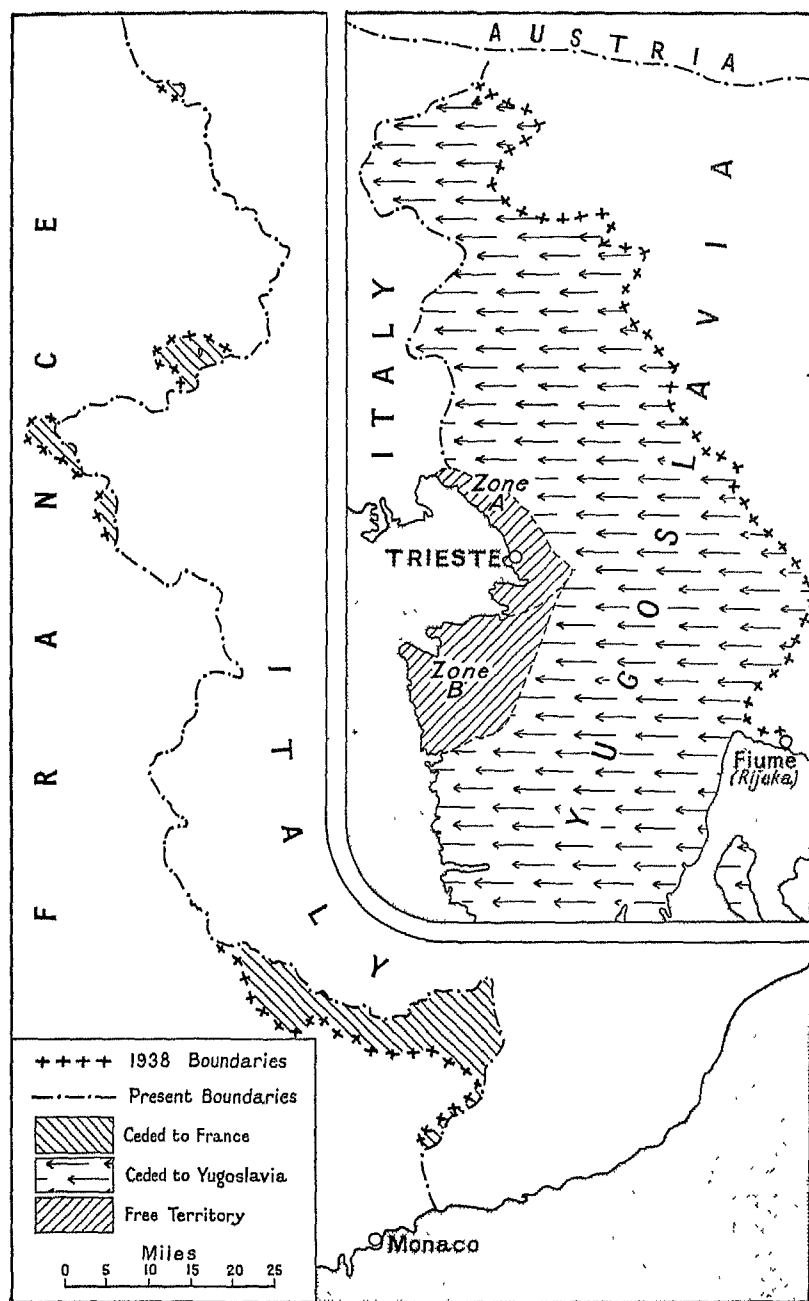 AUSTRIA
FRANCE
ITALY
ITALY
YUGOSLAVIA
Zone
A
TRIESTE
Zone
B
Fiume
(Rijeka)
1938 Boundaries
Present Boundaries
Ceded to France
Ceded to Yugoslavia
Free Territory
Miles
0 5 10 15 20 25
Monaco